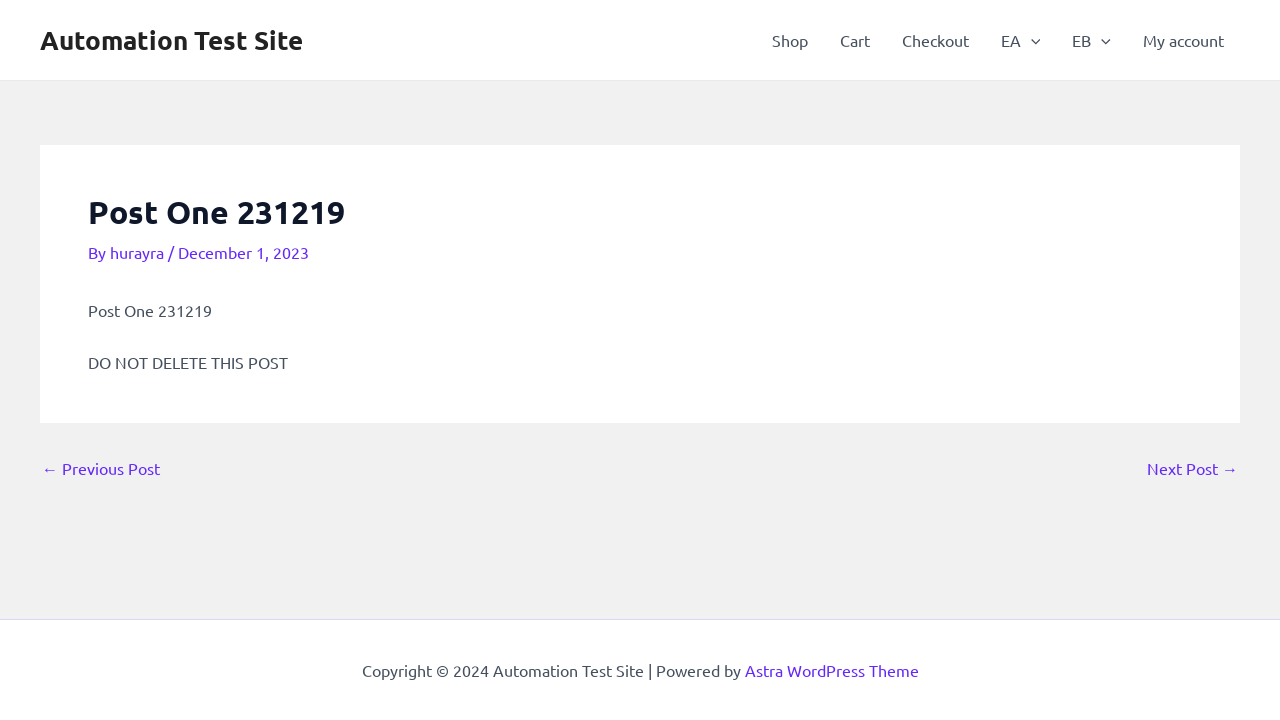 Automation Test Site
Shop Cart Checkout EA EB My account
Post One 231219
By hurayra / December 1, 2023
Post One 231219
DO NOT DELETE THIS POST
← Previous Post
Next Post →
Copyright © 2024 Automation Test Site | Powered by Astra WordPress Theme